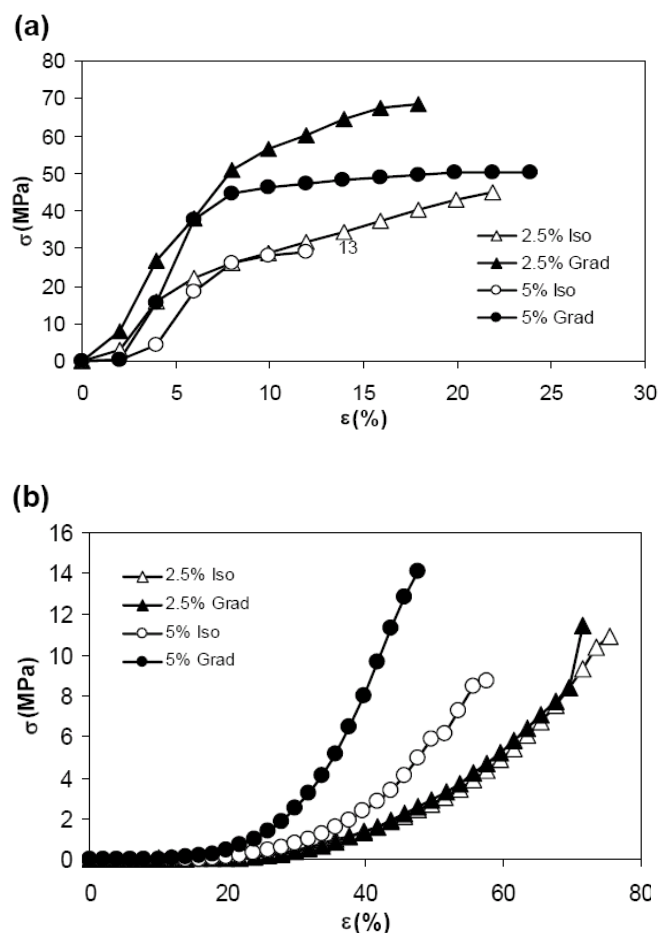 (a)
80
70
60
50
40
30
20
10
0
σ(MPa)
13
2.5% Iso
2.5% Grad
5% Iso
5% Grad
0 5 10 15 20 25 30
ε(%)
(b)
16
14
12
10
8
6
4
2
0
σ(MPa)
2.5% Iso
2.5% Grad
5% Iso
5% Grad
0 20 40 60 80
ε(%)